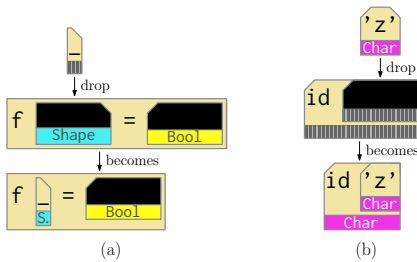 _
drop
f = 
Shape Bool
becomes
f _ =
S. Bool
(a)
'z'
Char
drop
id
becomes
id 'z'
Char
Char
(b)